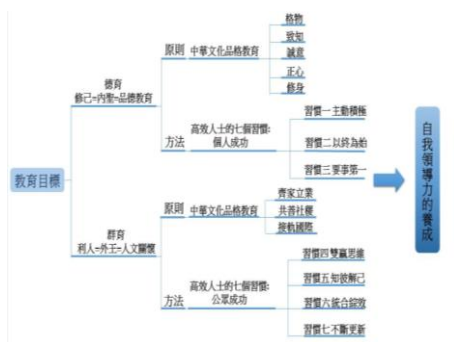 教育目標
德育
修己=內聖=品德教育
原則
中華文化品格教育
格物
致知
誠意
正心
修身
方法
高效人士的七個習慣:
個人成功
習慣一主動積極
習慣二以終為始
習慣三要事第一
群育
利人=外王=人文關懷
原則
中華文化品格教育
齊家立業
共善社羣
接軌國際
方法
高效人士的七個習慣:
公眾成功
習慣四雙贏思維
習慣五知彼解己
習慣六統合綜效
習慣七不斷更新
自我領導力的養成